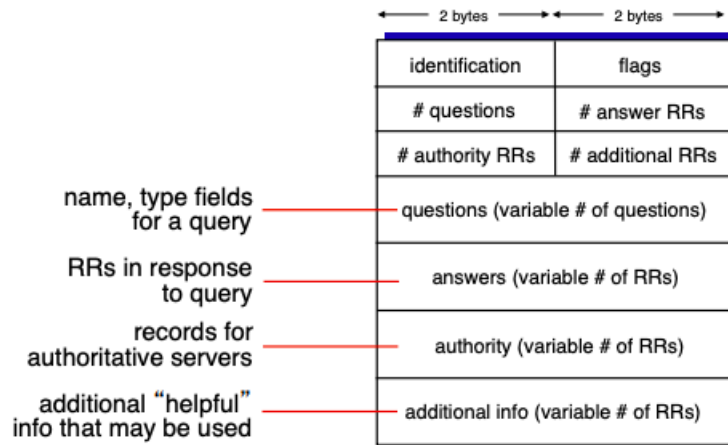 2 bytes 2 bytes
identification flags
# questions # answer RRs
# authority RRs # additional RRs
name, type fields
for a query
questions (variable # of questions)
RRs in response
to query
answers (variable # of RRs)
records for
authoritative servers
authority (variable # of RRs)
additional “helpful”
info that may be used
additional info (variable # of RRs)